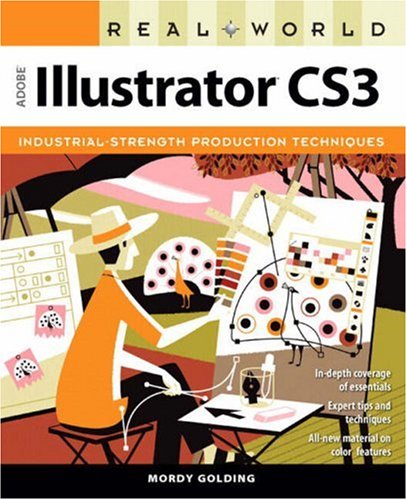 REAL WORLD
ADOBE
Illustrator CS3
INDUSTRIAL-STRENGTH PRODUCTION TECHNIQUES
In-depth coverage
of essentials
Expert tips and
techniques
All-new material on
color features
MORDY GOLDING